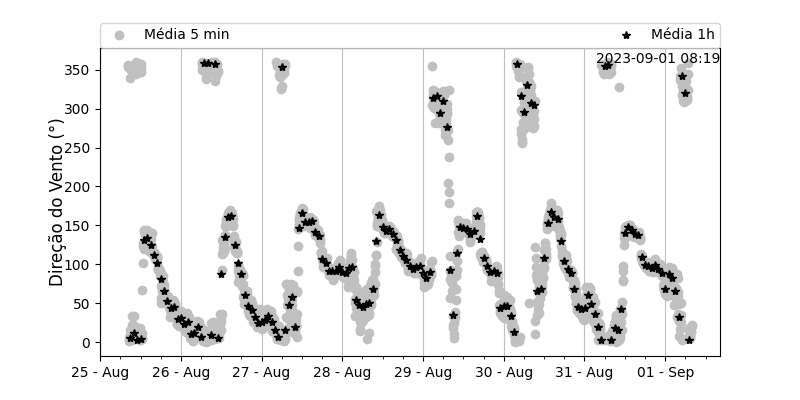 Média 5 min
Média 1h
2023-09-01 08:19
Direção do Vento (°)
350
300
250
200
150
100
50
0
25 - Aug
26 - Aug
27 - Aug
28 - Aug
29 - Aug
30 - Aug
31 - Aug
01 - Sep